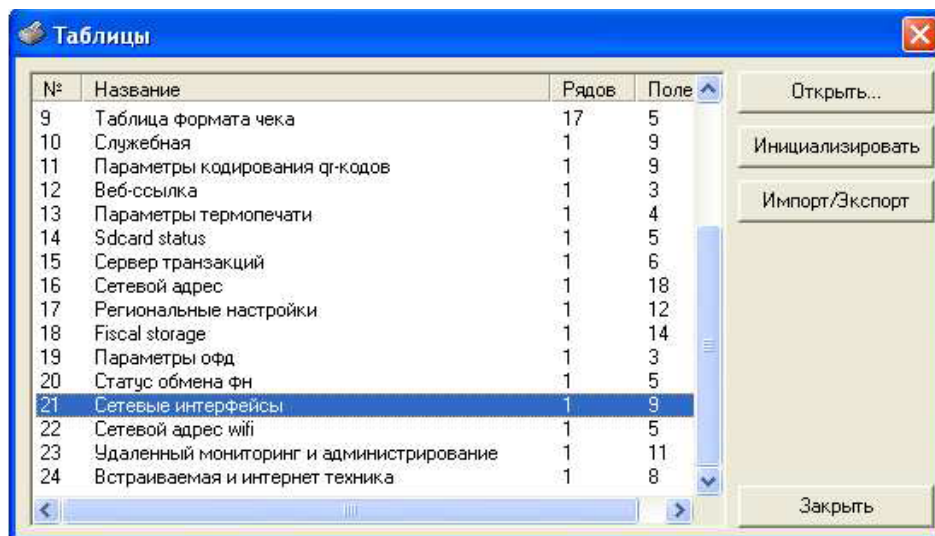 Таблицы
№ Название Рядов Поле
9 Таблица формата чека 17 5
10 Служебная 1 9
11 Параметры кодирования qr-кодов 1 9
12 Веб-ссылка 1 3
13 Параметры термопечати 1 4
14 Sdcard status 1 5
15 Сервер транзакций 1 6
16 Сетевой адрес 1 18
17 Региональные настройки 1 12
18 Fiscal storage 1 14
19 Параметры офд 1 3
20 Статус обмена фн 1 5
21 Сетевые интерфейсы 1 9
22 Сетевой адрес wifi 1 5
23 Удаленный мониторинг и администрирование 1 11
24 Встраиваемая и интернет техника 1 8
Открыть...
Инициализировать
Импорт/Экспорт
Закрыть